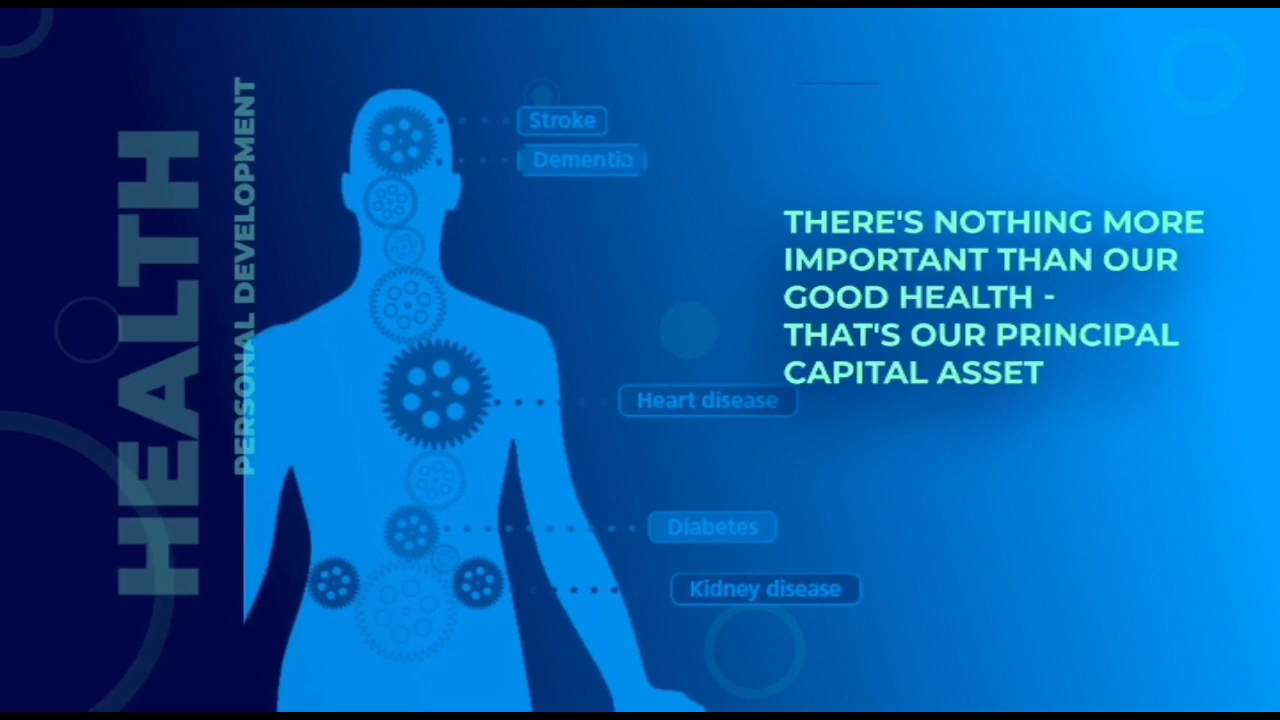 HEALTH
PERSONAL DEVELOPMENT
Stroke
Dementia
THERE'S NOTHING MORE
IMPORTANT THAN OUR
GOOD HEALTH -
THAT'S OUR PRINCIPAL
CAPITAL ASSET
Heart disease
Diabetes
Kidney disease